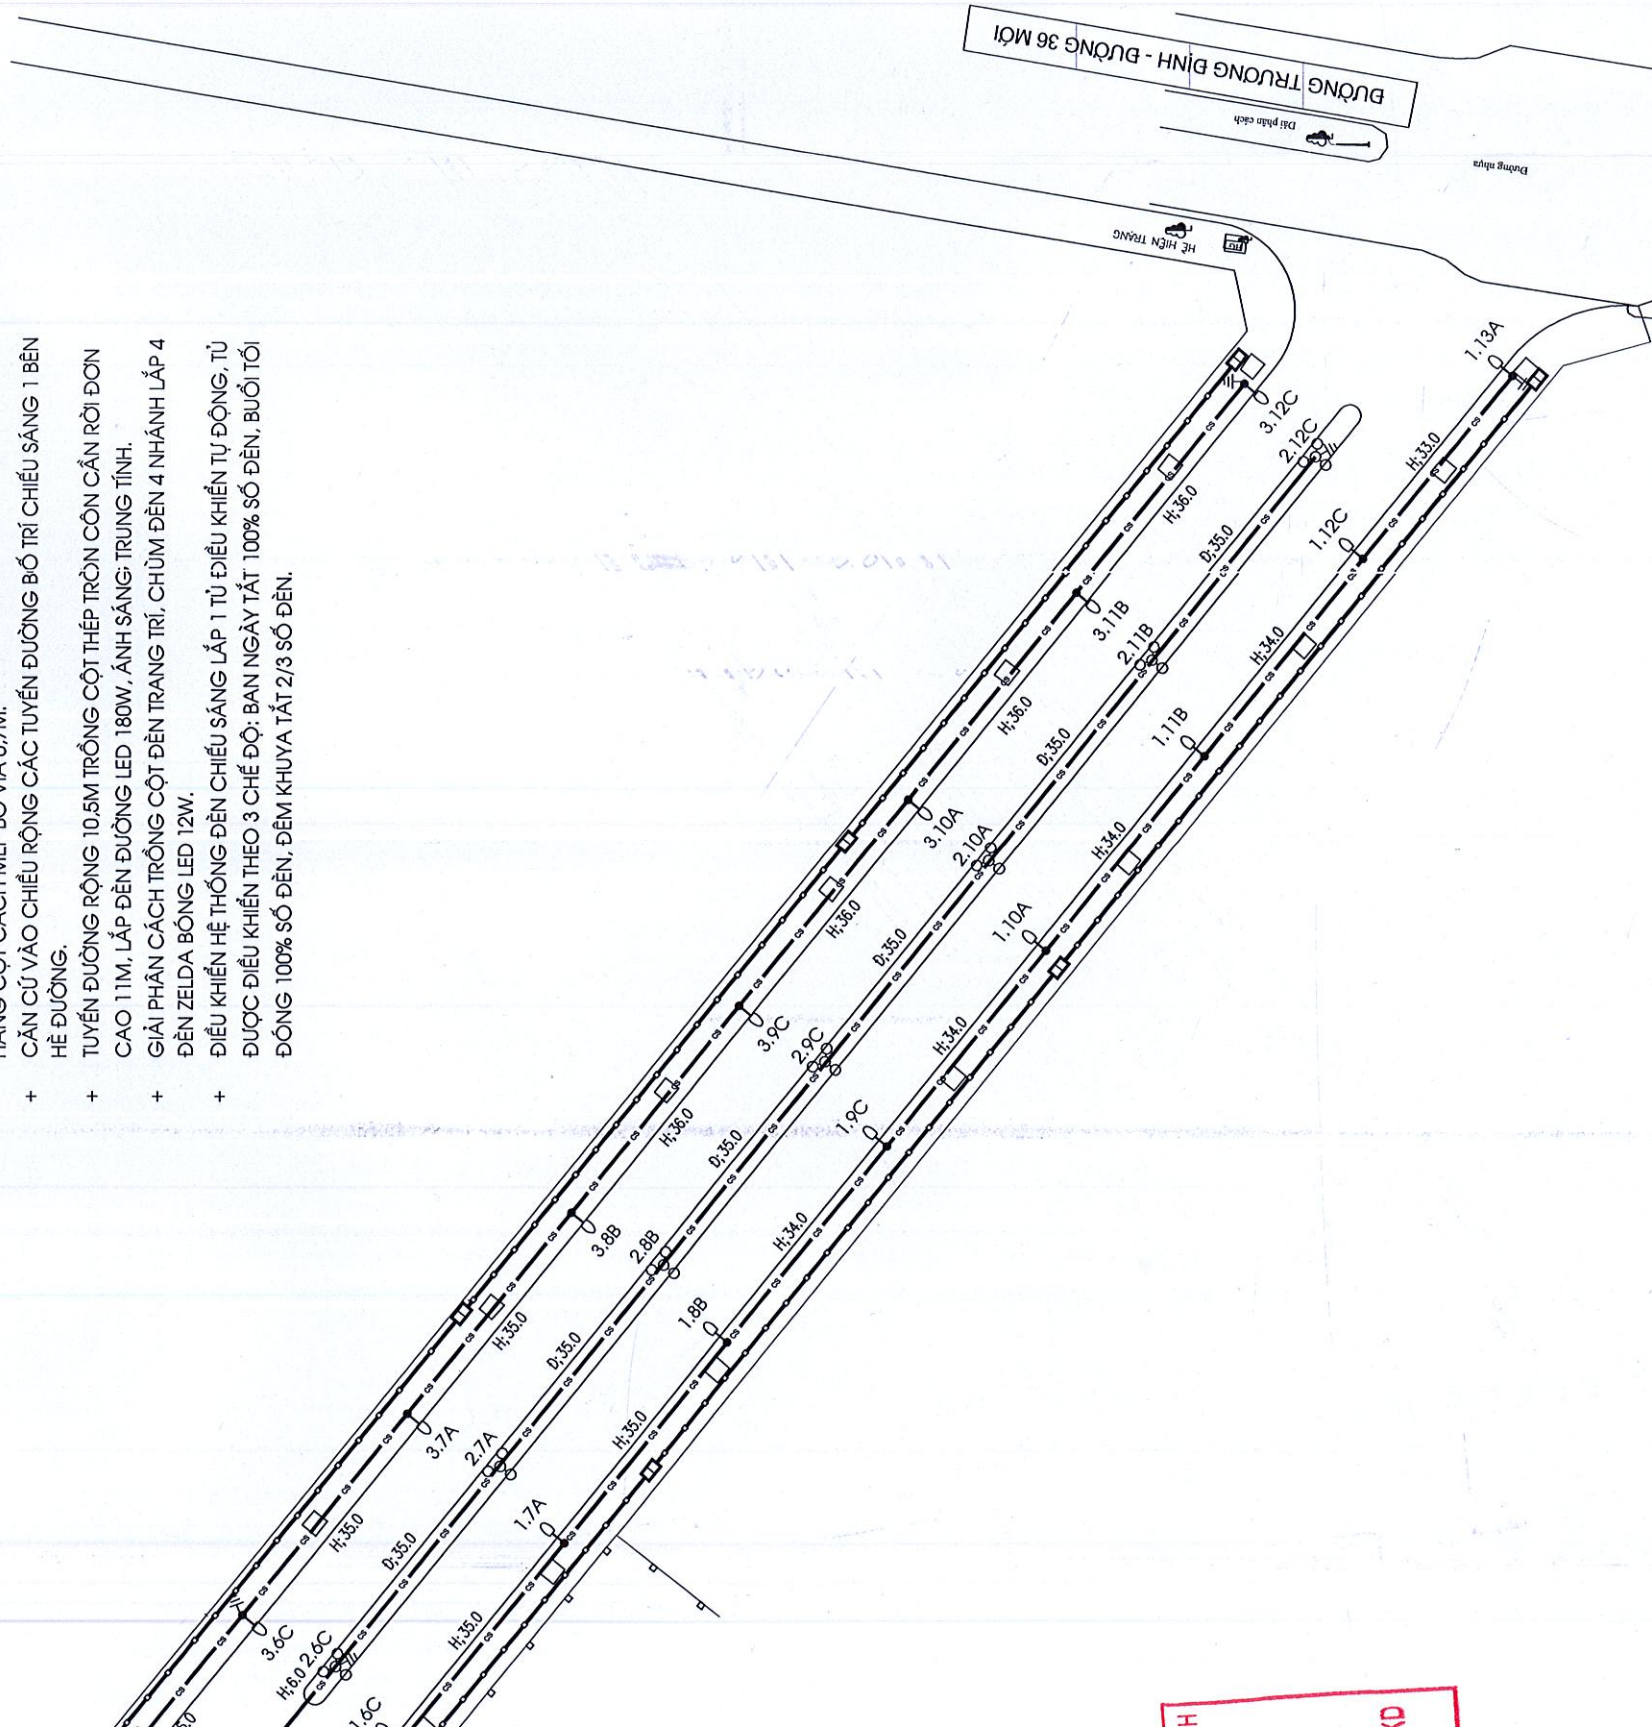 CĂN CỨ VÀO CHIỀU RỘNG CÁC TUYẾN ĐƯỜNG BỐ TRÍ CHIẾU SÁNG 1 BÊN
HÈ ĐƯỜNG.
+ TUYẾN ĐƯỜNG RỘNG 10.5M TRỒNG CỘT THÉP TRÒN CÔN CẦN RỜI ĐƠN
CAO 11M, LẮP ĐÈN ĐƯỜNG LED 180W, ÁNH SÁNG TRUNG TÍNH.
+ GIẢI PHÂN CÁCH TRỒNG CỘT ĐÈN TRANG TRÍ, CHÙM ĐÈN 4 NHÁNH LẮP 4
ĐÈN ZELDA BÓNG LED 12W.
+ ĐIỀU KHIỂN HỆ THỐNG ĐÈN CHIẾU SÁNG LẮP 1 TỦ ĐIỀU KHIỂN TỰ ĐỘNG, TỦ
ĐƯỢC ĐIỀU KHIỂN THEO 3 CHẾ ĐỘ: BAN NGÀY TẮT 100% SỐ ĐÈN, BUỔI TỐI
ĐÓNG 100% SỐ ĐÈN, ĐÊM KHUYA TẮT 2/3 SỐ ĐÈN.
ĐƯỜNG TRƯƠNG ĐỊNH - ĐƯỜNG 36 MỚI
Dải phân cách
Đường nhựa
HÈ HIỆN TRẠNG
3.12C
H;36.0
3.11B
H;36.0
3.10A
H;36.0
3.9C
H;36.0
3.8B
H;35.0
3.7A
H;35.0
3.6C
2.12C
D;35.0
2.11B
D;35.0
2.10A
D;35.0
2.9C
D;35.0
2.8B
D;35.0
2.7A
D;35.0
2.6C
H;6.0
1.13A
H;33.0
1.12C
H;34.0
1.11B
H;34.0
1.10A
H;34.0
1.9C
H;34.0
1.8B
H;35.0
1.7A
H;35.0
1.6C